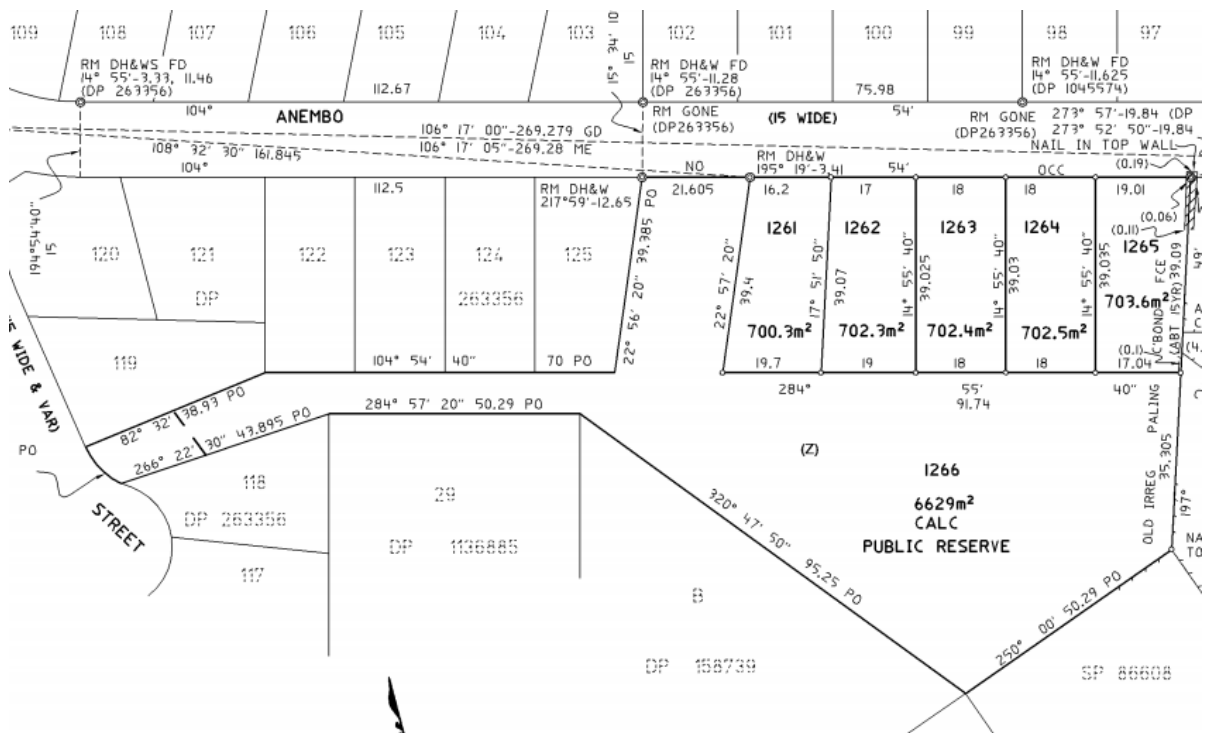 109
108
107
106
105
104
103
102
101
100
99
98
97
RM DH&WS FD
14° 55'-3.33, 11.46
(DP 263356)
112.67
15° 34' 10
15
RM DH&W FD
14° 55'-11.28
(DP 263356)
75.98
RM DH&W FD
14° 55'-11.625
(DP 1045574)
104°
ANEMBO
RM GONE
(DP263356)
(15 WIDE)
54'
RM GONE
(DP263356)
273° 57'-19.84 (DP
273° 52' 50"-19.84
NAIL IN TOP WALL
(0.19)
106° 17' 00"-269.279 GD
106° 17' 05"-269.28 ME
108° 32' 30" 161.845
104°
NO
RM DH&W
195° 19'-3.41
54'
OCC
112.5
RM DH&W
217°59'-12.65
21.605
16.2
17
18
18
19.01
194°54'40"
15
120
121
122
123
124
125
DP
263356
22° 56' 20" 39.385 PO
22° 57' 20"
39.4
1261
700.3m²
17° 51' 50"
39.07
1262
702.3m²
14° 55' 40"
39.025
1263
702.4m²
14° 55' 40"
39.03
1264
702.5m²
14° 55' 40"
39.035
1265
703.6m²
(0.06)
(0.11)
(0.1)
C'BOND FCE
(ABT 15YR)
39.09
49'
119
104° 54'
40"
70 PO
19.7
19
18
18
17.04
284°
55'
40"
91.74
E WIDE & VAR)
PO
82° 32' 38.93 PO
266° 22' 30" 43.895 PO
284° 57' 20" 50.29 PO
118
DP 263356
117
STREET
29
DP 1136885
320° 47' 50" 95.25 PO
(Z)
1266
6629m²
CALC
PUBLIC RESERVE
OLD IRREG PALING
35.305
197°
NA
TO
B
DP 158739
250° 00' 50.29 PO
SP 86608